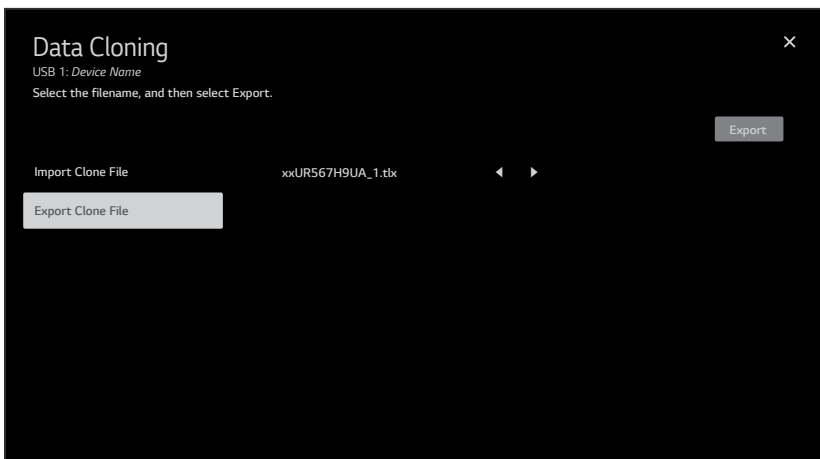 Data Cloning
USB 1: Device Name
Select the filename, and then select Export.
Export
Import Clone File xxUR567H9UA_1.tlx
Export Clone File